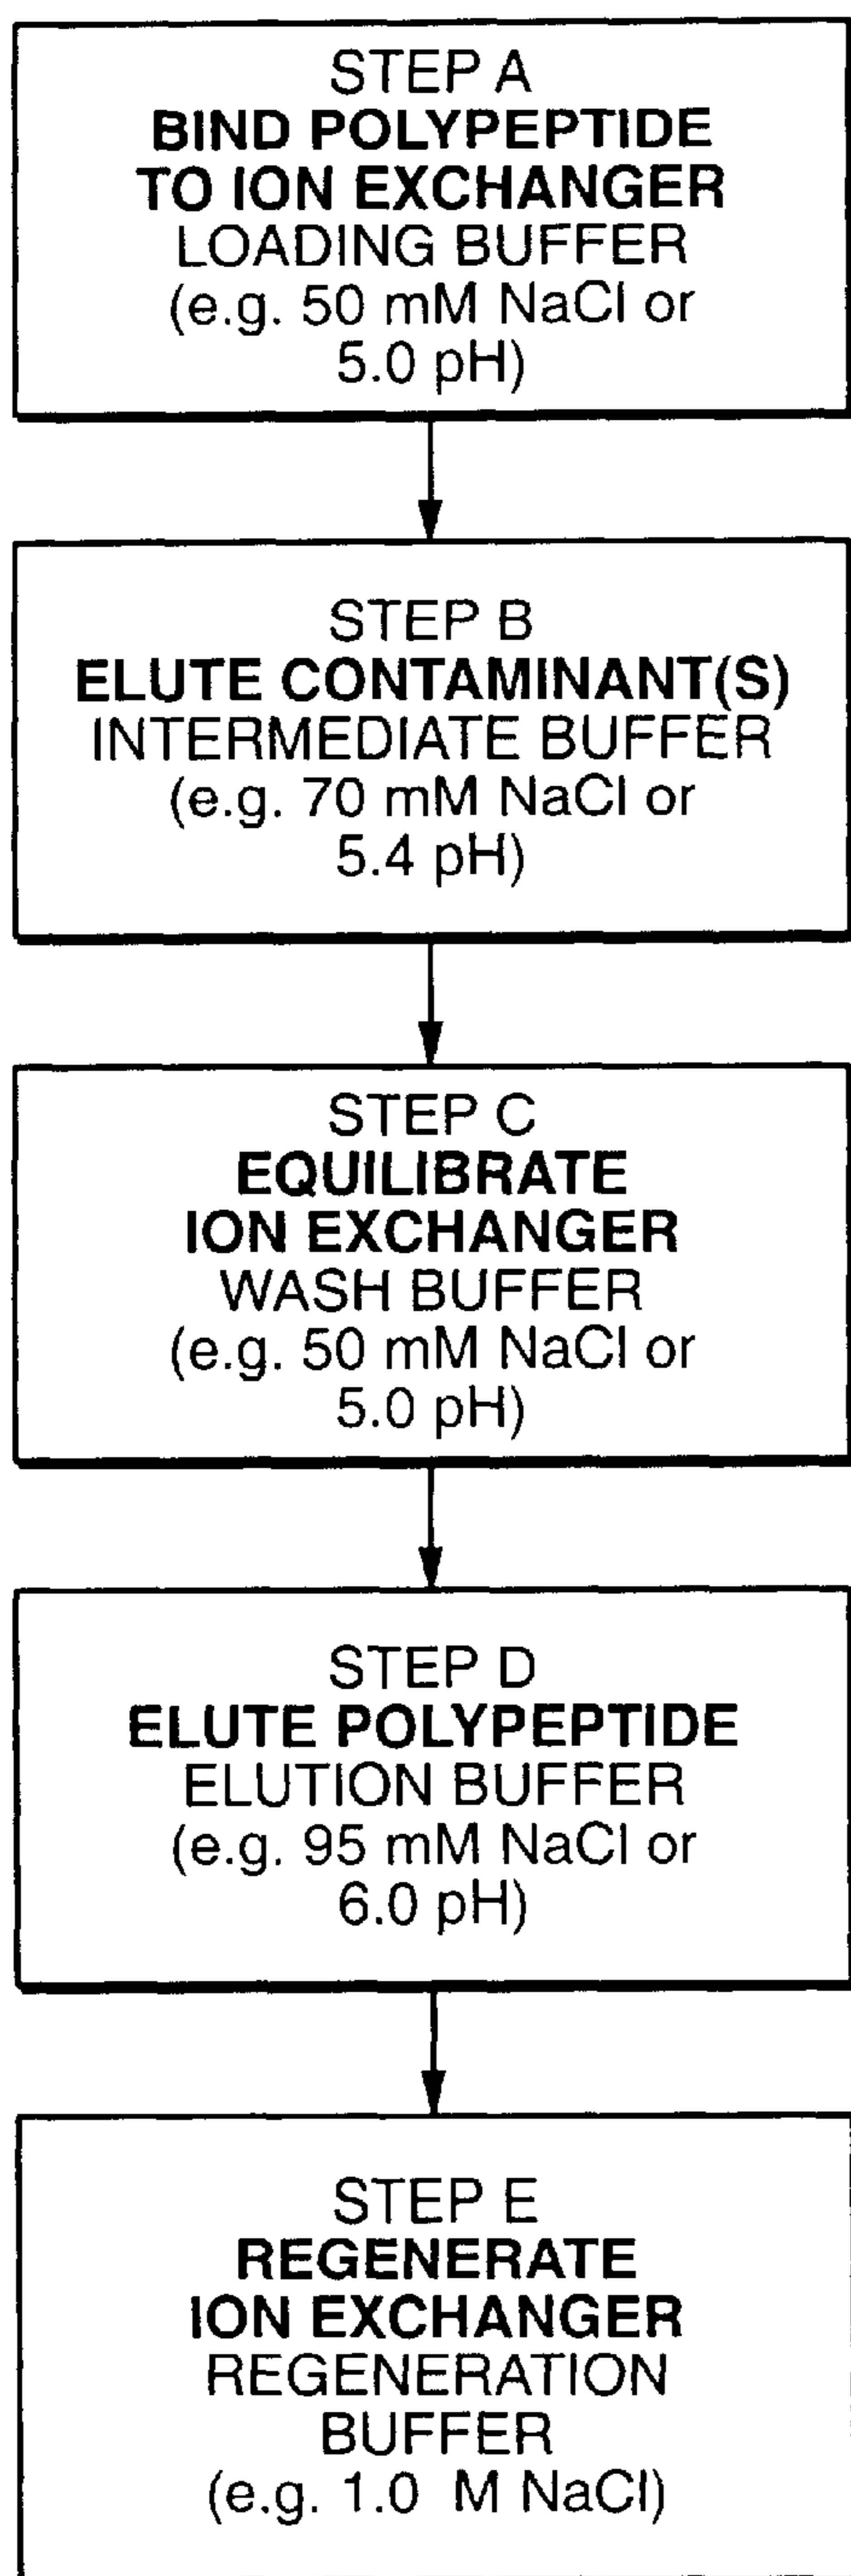 STEP A
BIND POLYPEPTIDE
TO ION EXCHANGER
LOADING BUFFER
(e.g. 50 mM NaCl or
5.0 pH)
STEP B
ELUTE CONTAMINANT(S)
INTERMEDIATE BUFFER
(e.g. 70 mM NaCl or
5.4 pH)
STEP C
EQUILIBRATE
ION EXCHANGER
WASH BUFFER
(e.g. 50 mM NaCl or
5.0 pH)
STEP D
ELUTE POLYPEPTIDE
ELUTION BUFFER
(e.g. 95 mM NaCl or
6.0 pH)
STEP E
REGENERATE
ION EXCHANGER
REGENERATION
BUFFER
(e.g. 1.0 M NaCl)